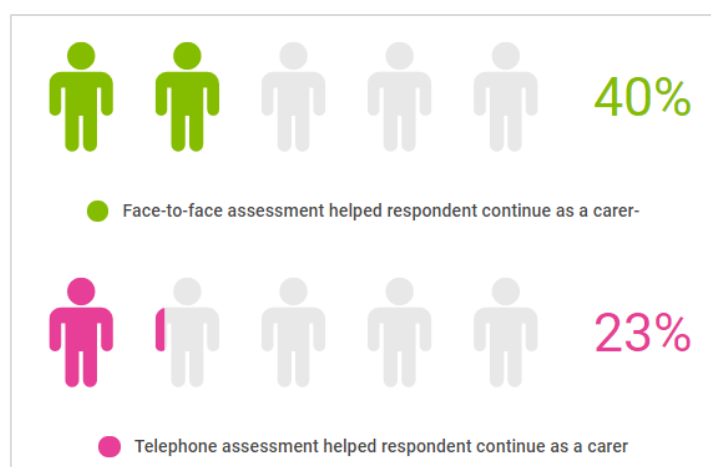 40%
Face-to-face assessment helped respondent continue as a carer-
23%
Telephone assessment helped respondent continue as a carer